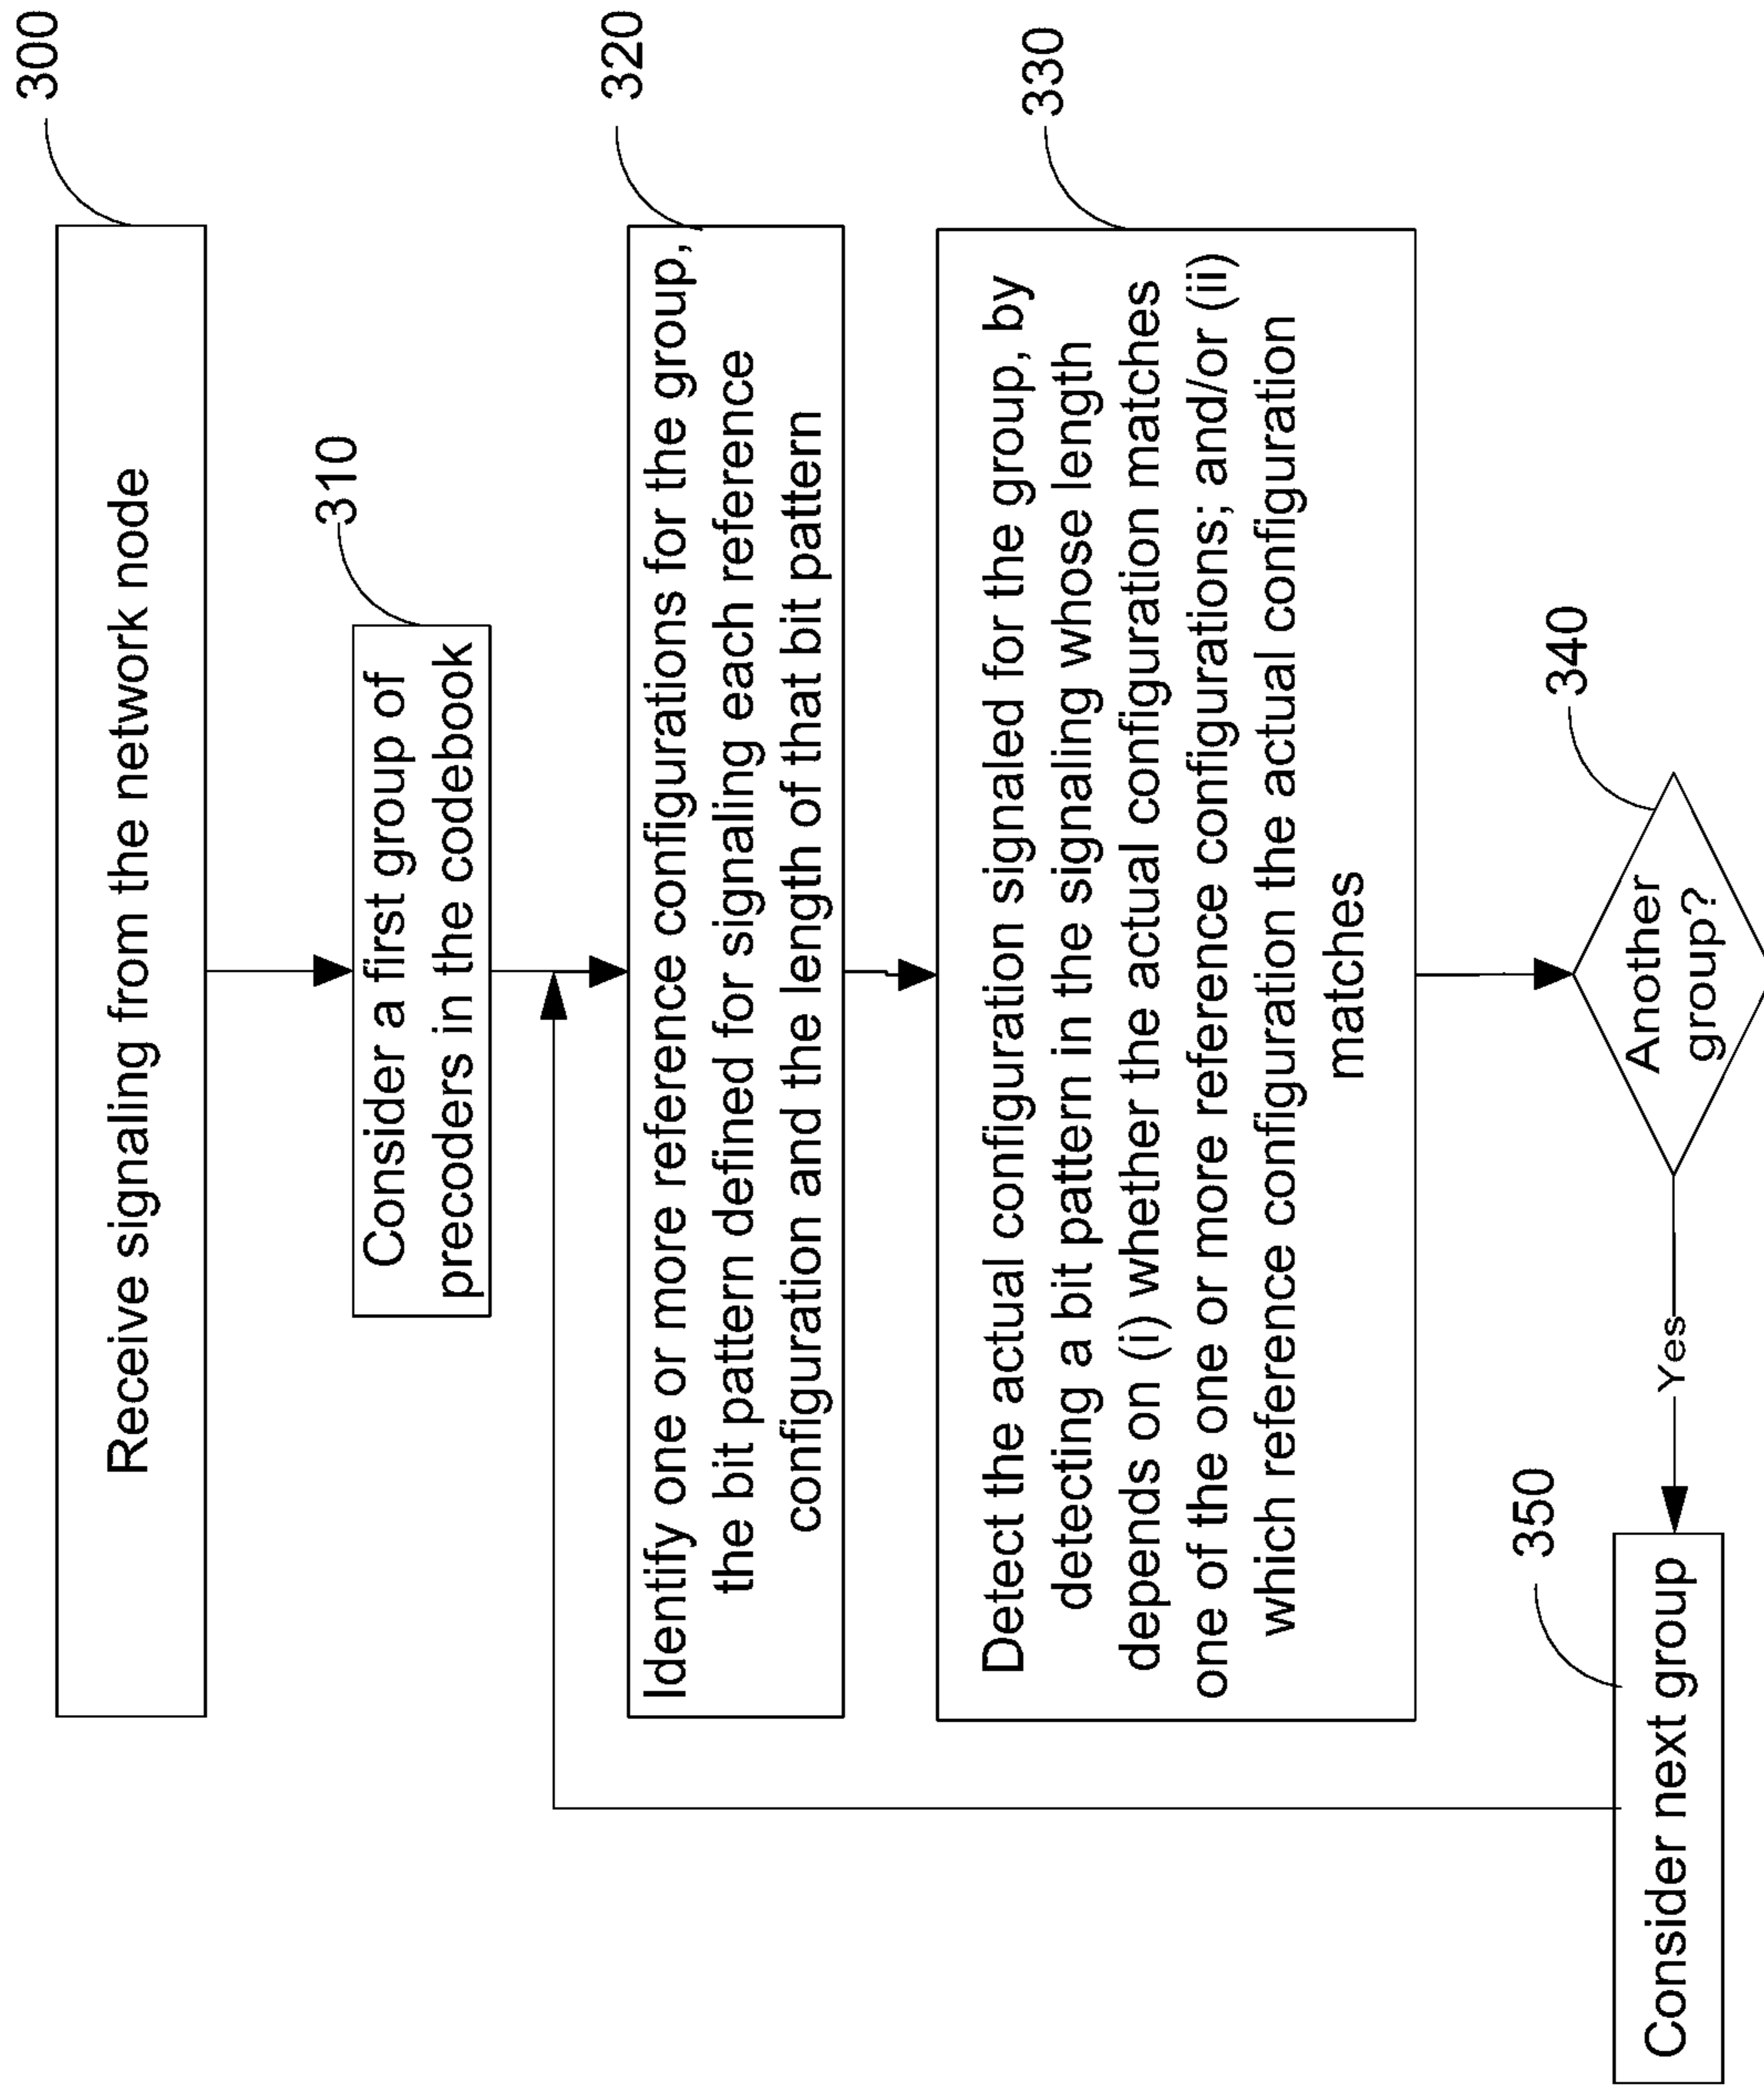 Receive signaling from the network node
300
Consider a first group of
precoders in the codebook
310
Identify one or more reference configurations for the group,
the bit pattern defined for signaling each reference
configuration and the length of that bit pattern
320
Detect the actual configuration signaled for the group, by
detecting a bit pattern in the signaling whose length
depends on (i) whether the actual configuration matches
one of the one or more reference configurations; and/or (ii)
which reference configuration the actual configuration
matches
330
Another
group?
340
Yes
Consider next group
350